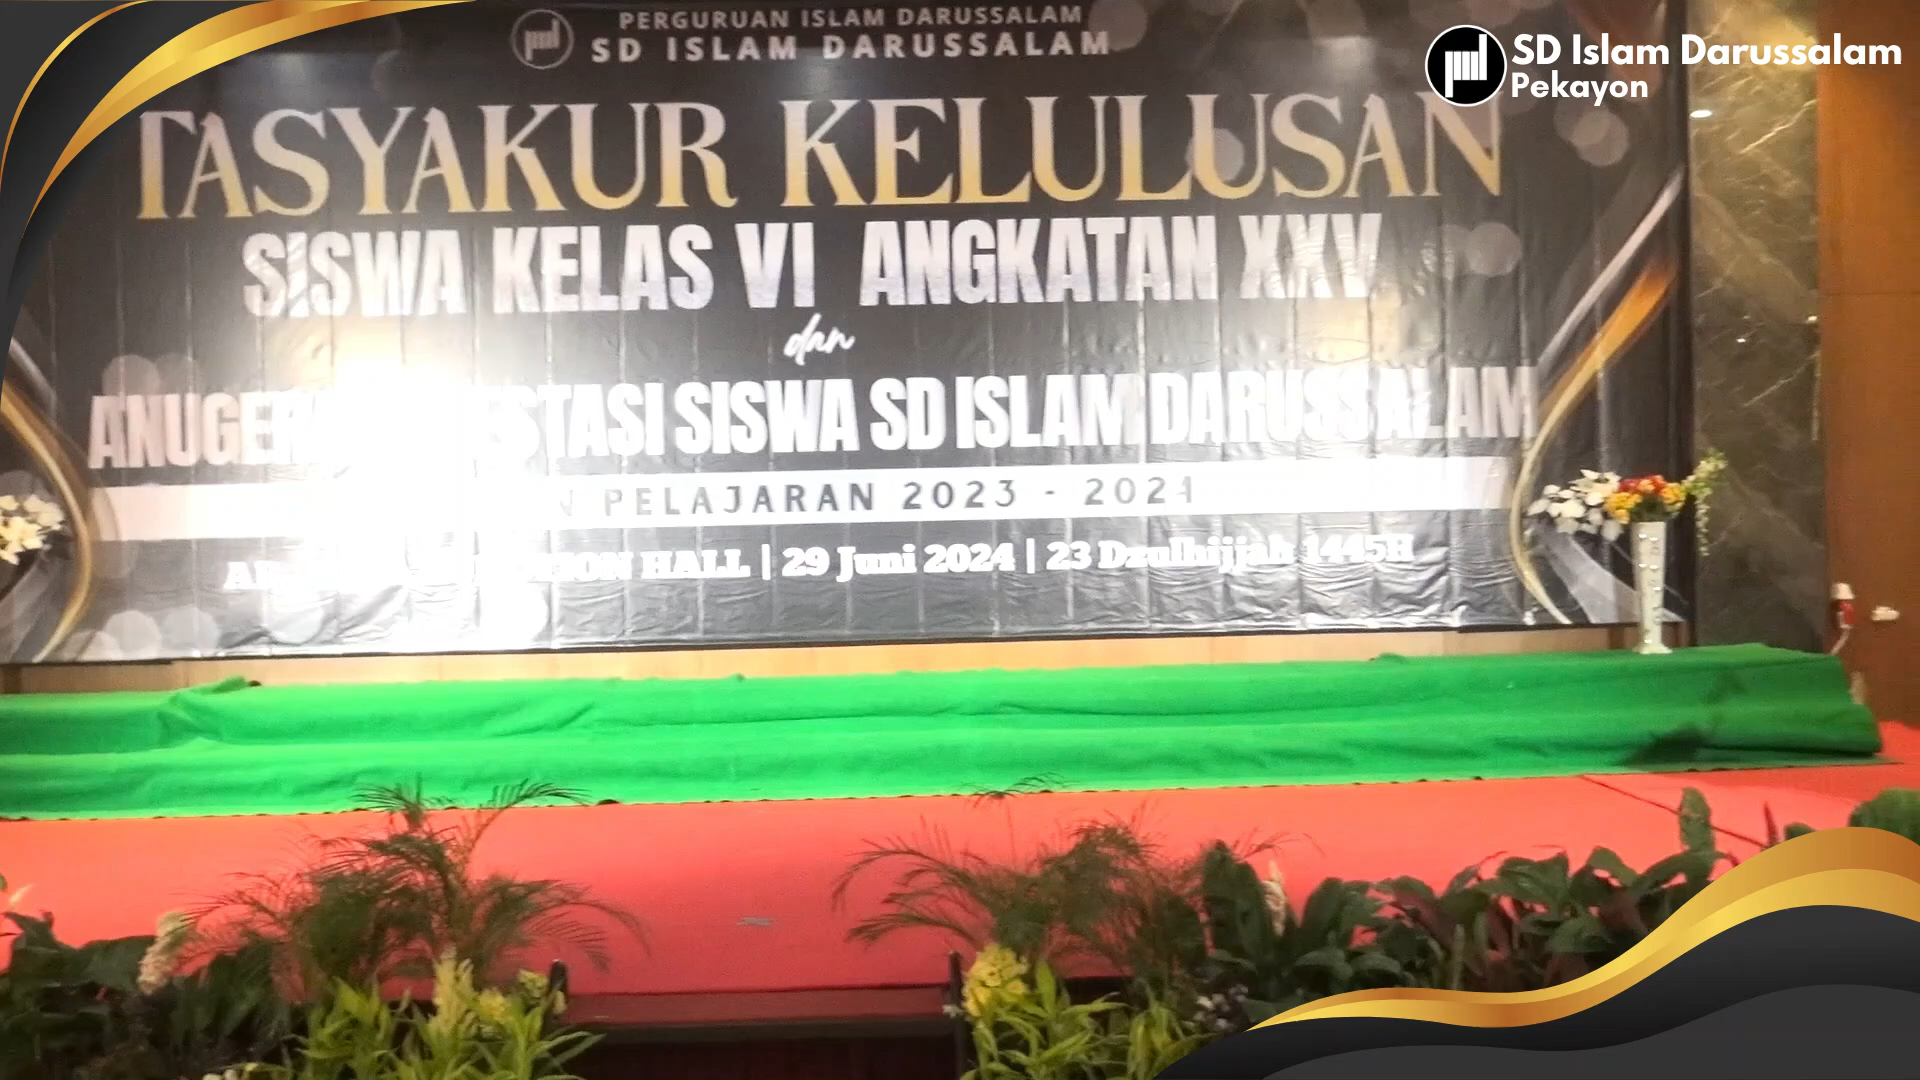 PERGURUAN ISLAM DARUSSALAM
SD ISLAM DARUSSALAM
SD Islam Darussalam
Pekayon
TASYAKUR KELULUSAN
SISWA KELAS VI ANGKATAN XXV
dan
SISWA SD ISLAM DARUSSALAM
PELAJARAN 2023 - 2024
HALL | 29 Juni 2024 | 23 Dzulhijjah 1445H